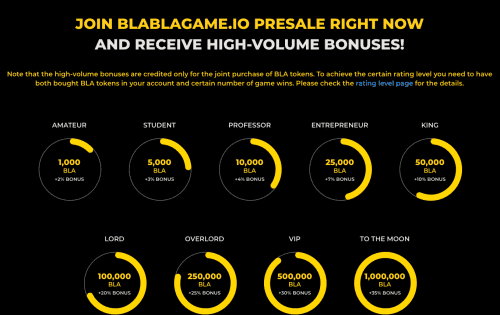 JOIN BLABLAGAME.IO PRESALE RIGHT NOW
AND RECEIVE HIGH-VOLUME BONUSES!
Note that the high-volume bonuses are credited only for the joint purchase of BLA tokens. To achieve the certain rating level you need to have
both bought BLA tokens in your account and certain number of game wins. Please check the rating level page for the details.
AMATEUR STUDENT PROFESSOR ENTREPRENEUR KING
1,000 5,000 10,000 25,000 50,000
BLA BLA BLA BLA BLA
+2% BONUS +3% BONUS +4% BONUS +7% BONUS +10% BONUS
LORD OVERLORD VIP TO THE MOON
100,000 250,000 500,000 1,000,000
BLA BLA BLA BLA
+20% BONUS +25% BONUS +30% BONUS +35% BONUS